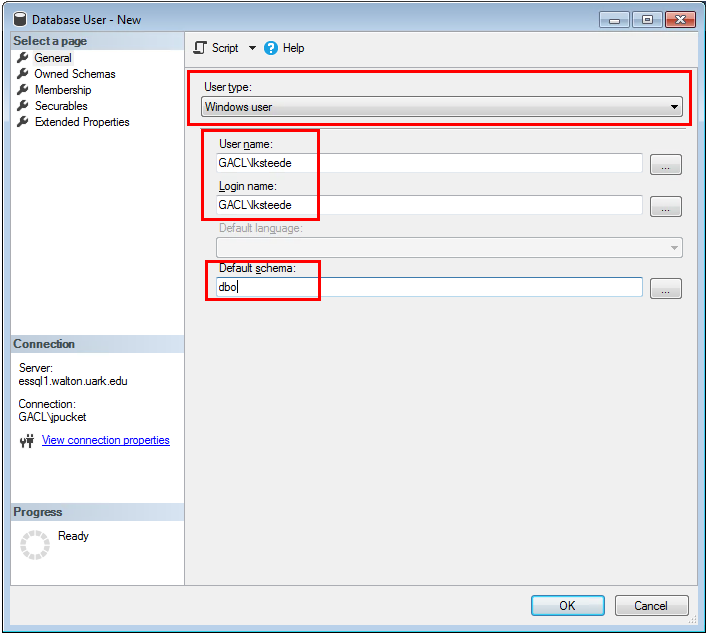 Database User - New
Select a page
General
Owned Schemas
Membership
Securables
Extended Properties
Script
Help
User type:
Windows user
User name:
GACL\lksteede
...
Login name:
GACL\lksteede
...
Default language:
Default schema:
dbo
...
Connection
Server:
essql1.walton.uark.edu
Connection:
GACL\jpucket
View connection properties
Progress
Ready
OK
Cancel